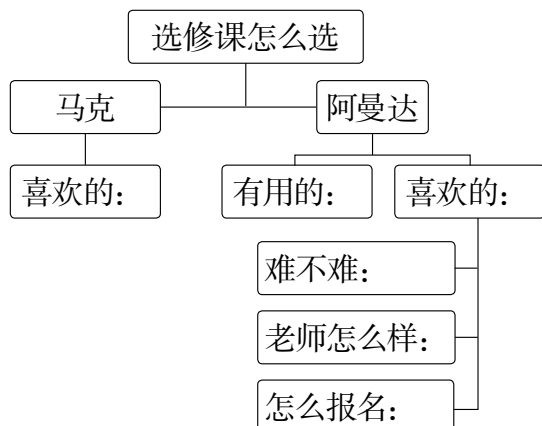 选修课怎么选
马克
阿曼达
喜欢的：
有用的：
喜欢的：
难不难：
老师怎么样：
怎么报名：